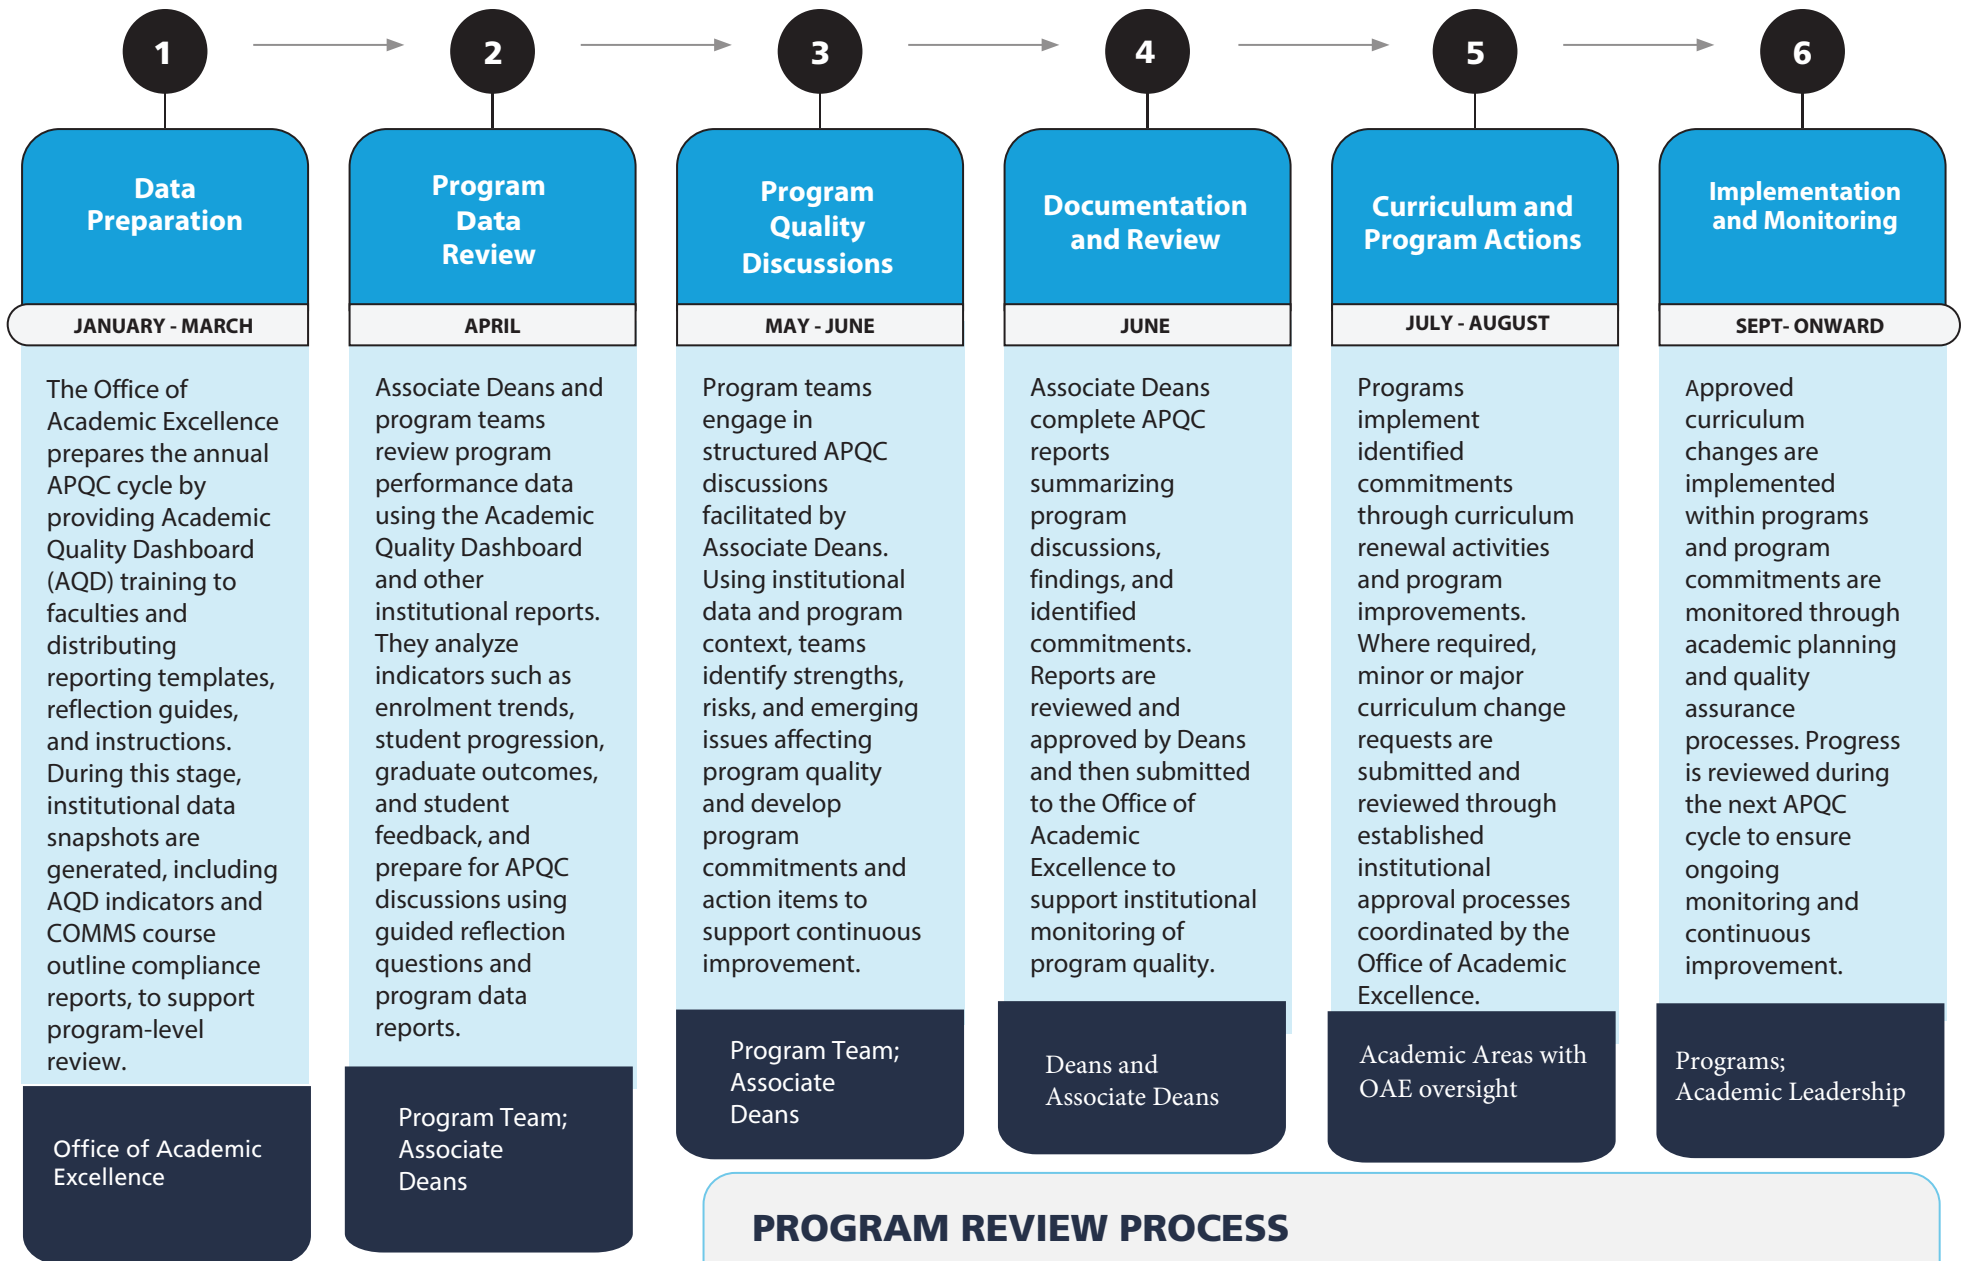 1
2
3
4
5
6
Data
Preparation
JANUARY - MARCH
The Office of
Academic Excellence
prepares the annual
APQC cycle by
providing Academic
Quality Dashboard
(AQD) training to
faculties and
distributing
reporting templates,
reflection guides,
and instructions.
During this stage,
institutional data
snapshots are
generated, including
AQD indicators and
COMMS course
outline compliance
reports, to support
program-level
review.
Office of Academic
Excellence
Program
Data
Review
APRIL
Associate Deans and
program teams
review program
performance data
using the Academic
Quality Dashboard
and other
institutional reports.
They analyze
indicators such as
enrolment trends,
student progression,
graduate outcomes,
and student
feedback, and
prepare for APQC
discussions using
guided reflection
questions and
program data
reports.
Program Team;
Associate
Deans
Program
Quality
Discussions
MAY - JUNE
Program teams
engage in
structured APQC
discussions
facilitated by
Associate Deans.
Using institutional
data and program
context, teams
identify strengths,
risks, and emerging
issues affecting
program quality
and develop
program
commitments and
action items to
support continuous
improvement.
Program Team;
Associate
Deans
Documentation
and Review
JUNE
Associate Deans
complete APQC
reports
summarizing
program
discussions,
findings, and
identified
commitments.
Reports are
reviewed and
approved by Deans
and then submitted
to the Office of
Academic
Excellence to
support institutional
monitoring of
program quality.
Deans and
Associate Deans
Curriculum and
Program Actions
JULY - AUGUST
Programs
implement
identified
commitments
through curriculum
renewal activities
and program
improvements.
Where required,
minor or major
curriculum change
requests are
submitted and
reviewed through
established
institutional
approval processes
coordinated by the
Office of Academic
Excellence.
Academic Areas with
OAE oversight
Implementation
and Monitoring
SEPT- ONWARD
Approved
curriculum
changes are
implemented
within programs
and program
commitments are
monitored through
academic planning
and quality
assurance
processes. Progress
is reviewed during
the next APQC
cycle to ensure
ongoing
monitoring and
continuous
improvement.
Programs;
Academic Leadership
PROGRAM REVIEW PROCESS